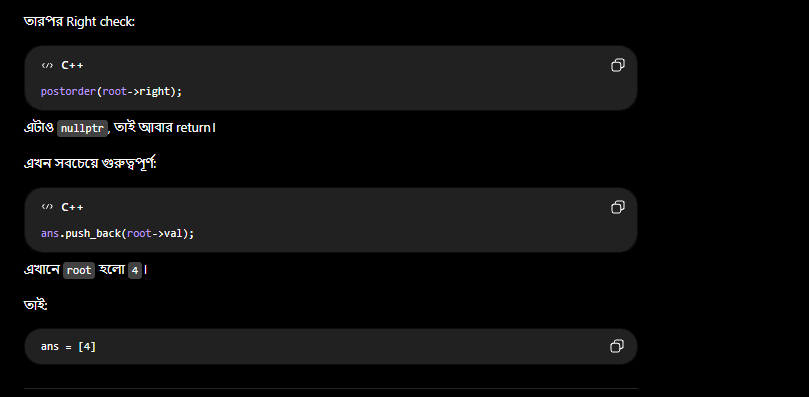 তারপর Right check:
C++
postorder(root->right);
এটাও nullptr, তাই আবার return।
এখন সবচেয়ে গুরুত্বপূর্ণ:
C++
ans.push_back(root->val);
এখানে root হলো 4।
তাই:
ans = [4]